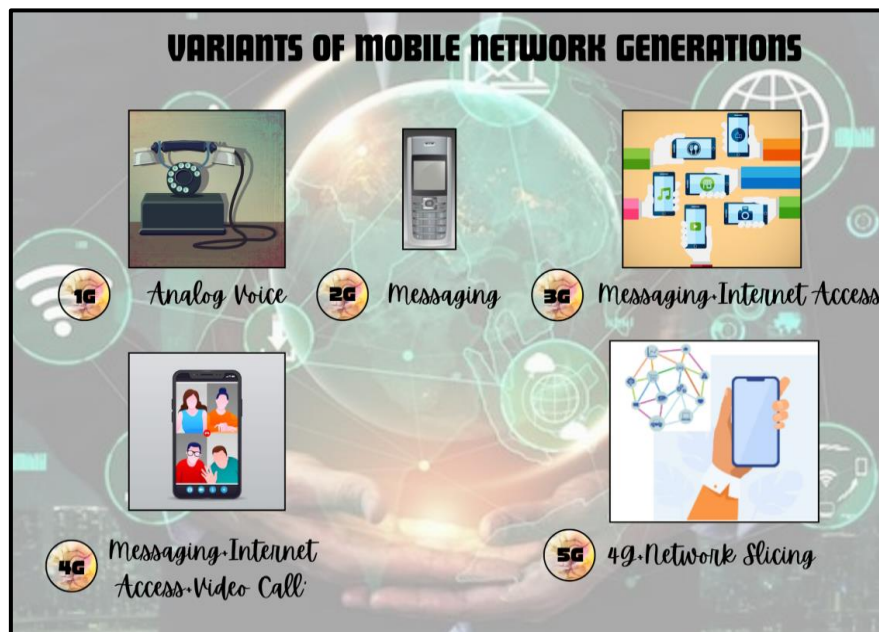 VARIANTS OF MOBILE NETWORK GENERATIONS
1G Analog Voice
2G Messaging
3G Messaging+Internet Access
4G Messaging+Internet
Access+Video Call
5G 4G+Network Slicing